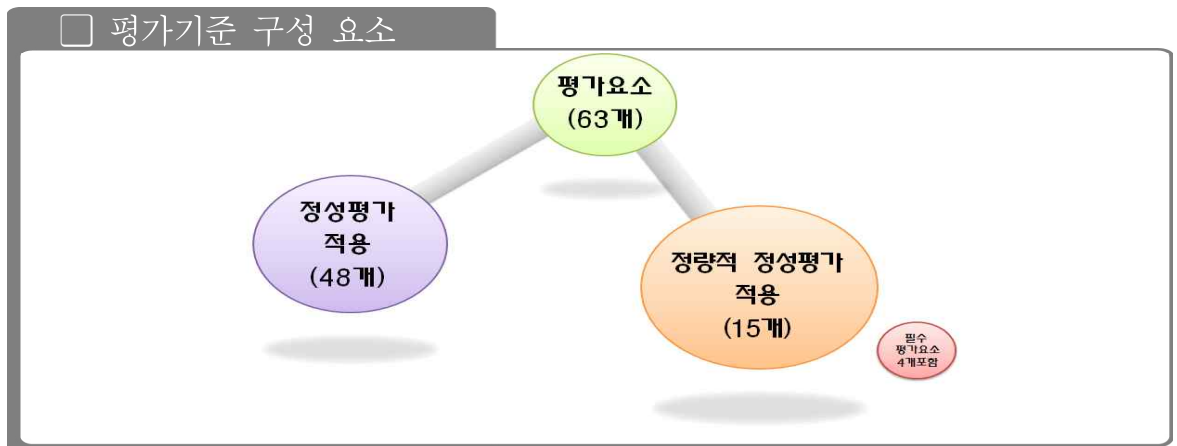 □ 평가기준 구성 요소
평가요소
(63개)
정성평가
적용
(48개)
정량적 정성평가
적용
(15개)
필수
평가요소
4개포함